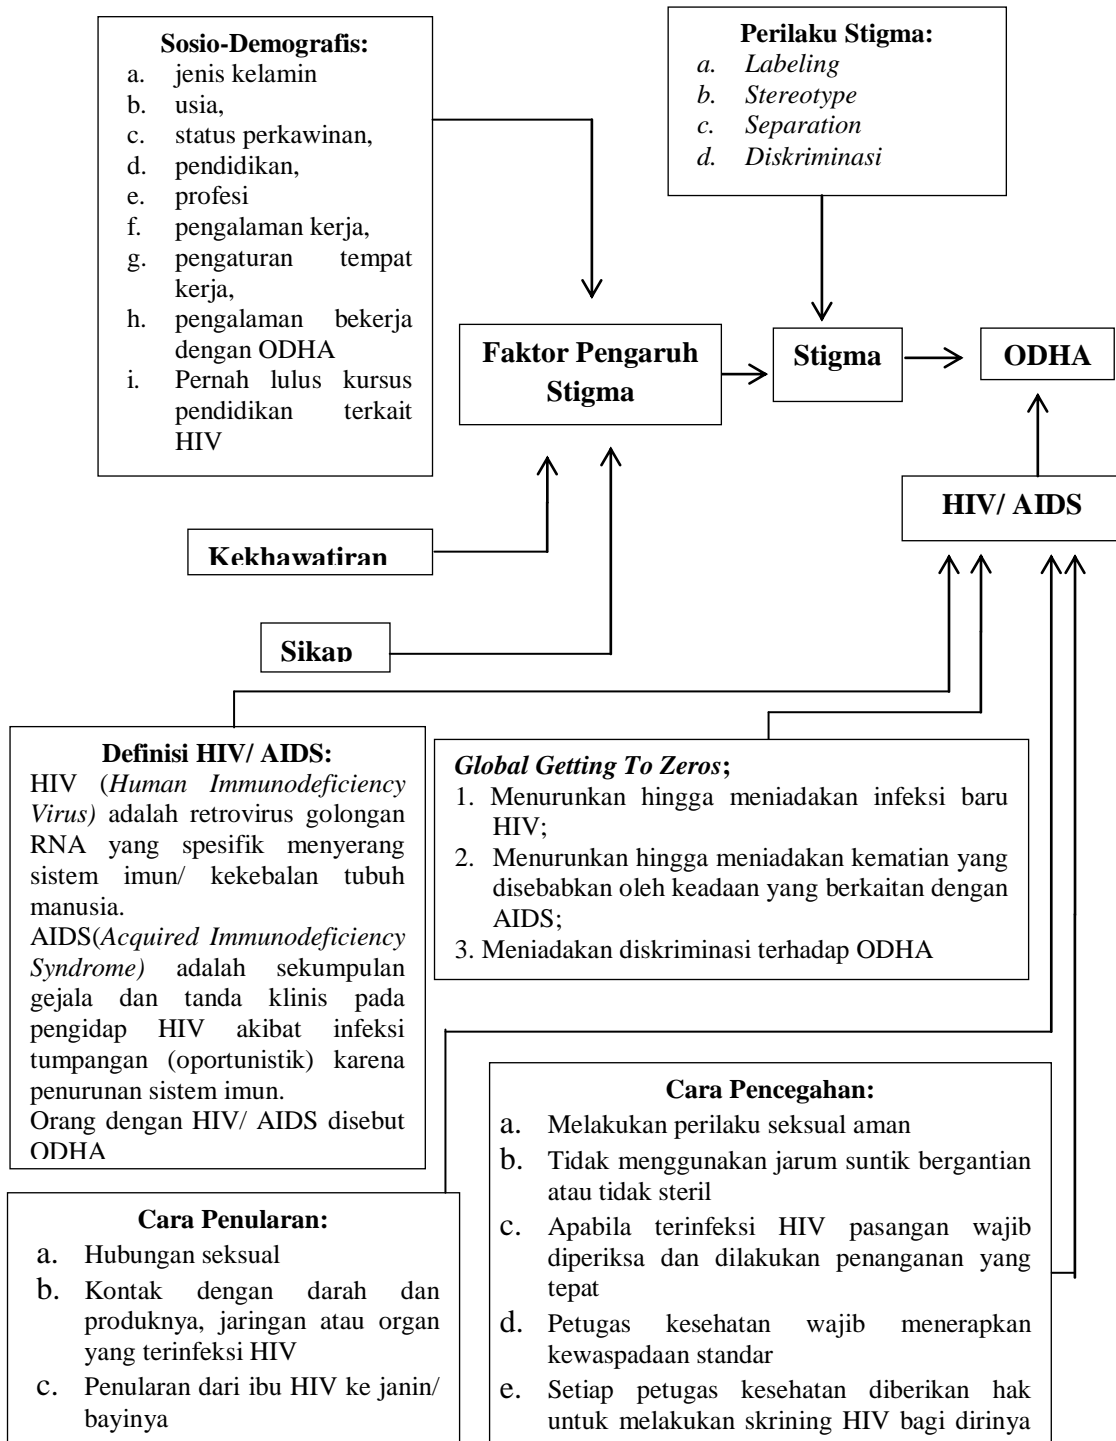 Sosio-Demografis:
a. jenis kelamin
b. usia,
c. status perkawinan,
d. pendidikan,
e. profesi
f. pengalaman kerja,
g. pengaturan tempat
kerja,
h. pengalaman bekerja
dengan ODHA
i. Pernah lulus kursus
pendidikan terkait
HIV
Perilaku Stigma:
a. Labeling
b. Stereotype
c. Separation
d. Diskriminasi
Faktor Pengaruh
Stigma
Stigma
ODHA
HIV/ AIDS
Kekhawatiran
Sikap
Definisi HIV/ AIDS:
HIV (Human Immunodeficiency
Virus) adalah retrovirus golongan
RNA yang spesifik menyerang
sistem imun/ kekebalan tubuh
manusia.
AIDS(Acquired Immunodeficiency
Syndrome) adalah sekumpulan
gejala dan tanda klinis pada
pengidap HIV akibat infeksi
tumpangan (oportunistik) karena
penurunan sistem imun.
Orang dengan HIV/ AIDS disebut
ODHA
Global Getting To Zeros;
1. Menurunkan hingga meniadakan infeksi baru
HIV;
2. Menurunkan hingga meniadakan kematian yang
disebabkan oleh keadaan yang berkaitan dengan
AIDS;
3. Meniadakan diskriminasi terhadap ODHA
Cara Penularan:
a. Hubungan seksual
b. Kontak dengan darah dan
produknya, jaringan atau organ
yang terinfeksi HIV
c. Penularan dari ibu HIV ke janin/
bayinya
Cara Pencegahan:
a. Melakukan perilaku seksual aman
b. Tidak menggunakan jarum suntik bergantian
atau tidak steril
c. Apabila terinfeksi HIV pasangan wajib
diperiksa dan dilakukan penanganan yang
tepat
d. Petugas kesehatan wajib menerapkan
kewaspadaan standar
e. Setiap petugas kesehatan diberikan hak
untuk melakukan skrining HIV bagi dirinya